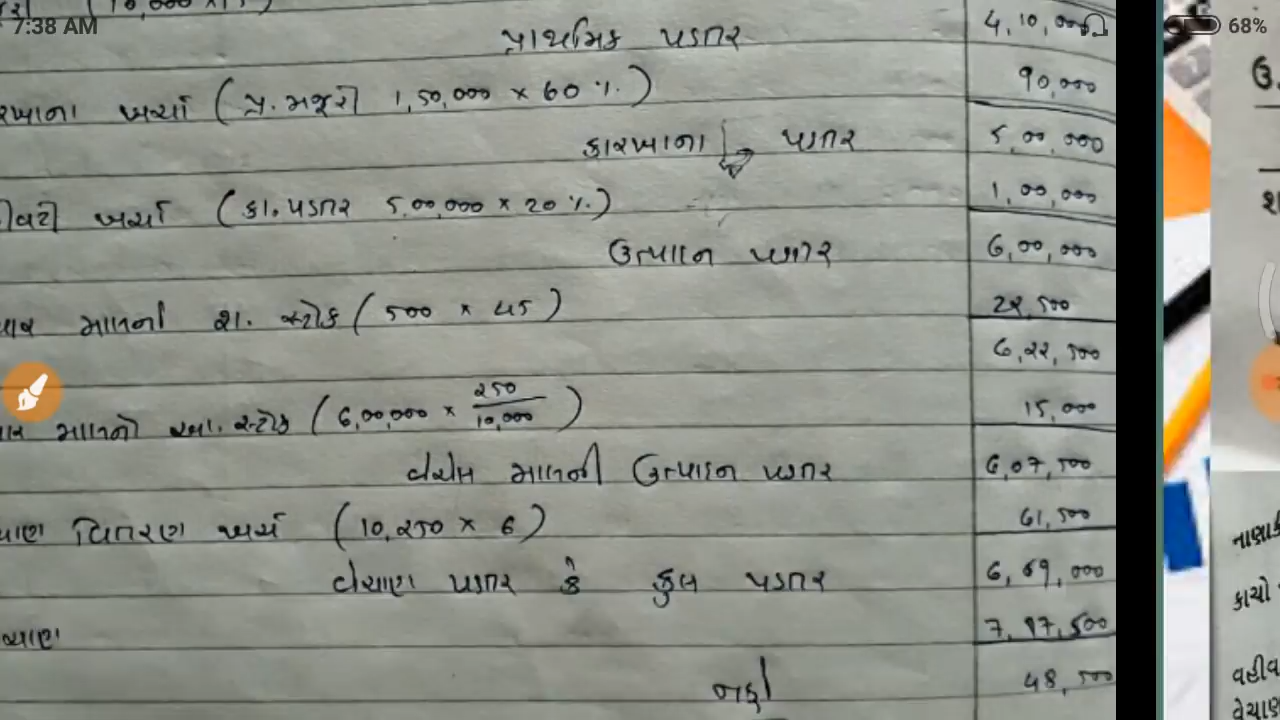 7:38 AM 68%
(10,000 × 15)
પ્રાથમિક પડતર 4,10,000
ખાના ખર્ચા (પ્ર. મજૂરી 1,50,000 × 60 %.) 90,000
કારખાના પડતર 5,00,000
વટી ખર્ચા (કા. પડતર 5,00,000 × 20 %.) 1,00,000
ઉત્પાદન પડતર 6,00,000
માલનો શ. સ્ટોક (500 × 45) 22,500
6,22,500
માલનો આ. સ્ટોક (6,00,000 × 250/10,000) 15,000
વેચેલ માલની ઉત્પાદન પડતર 6,07,500
વિતરણ ખર્ચ (10,250 × 6) 61,500
વેચાણ પડતર કે કુલ પડતર 6,69,000
ચાણ 7,17,500
નફો 48,500
ઉ.
નાણાકી
કાચો
વહીવ
વેચાણ